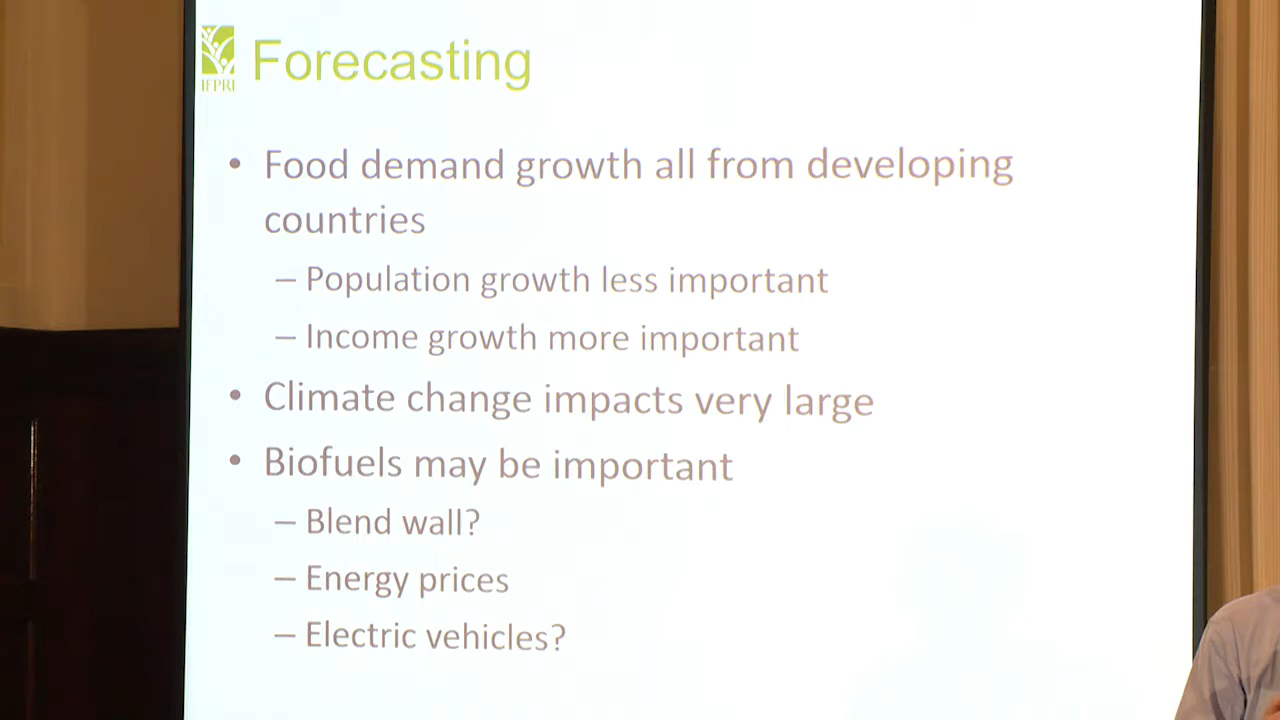 IFPRI
Forecasting
• Food demand growth all from developing
countries
– Population growth less important
– Income growth more important
• Climate change impacts very large
• Biofuels may be important
– Blend wall?
– Energy prices
– Electric vehicles?